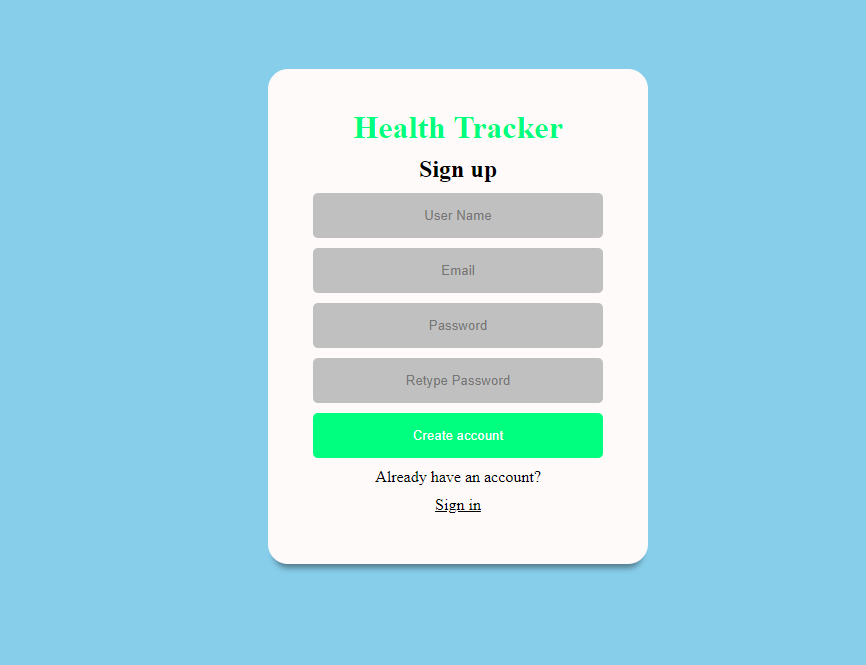 Health Tracker
Sign up
User Name
Email
Password
Retype Password
Create account
Already have an account?
Sign in